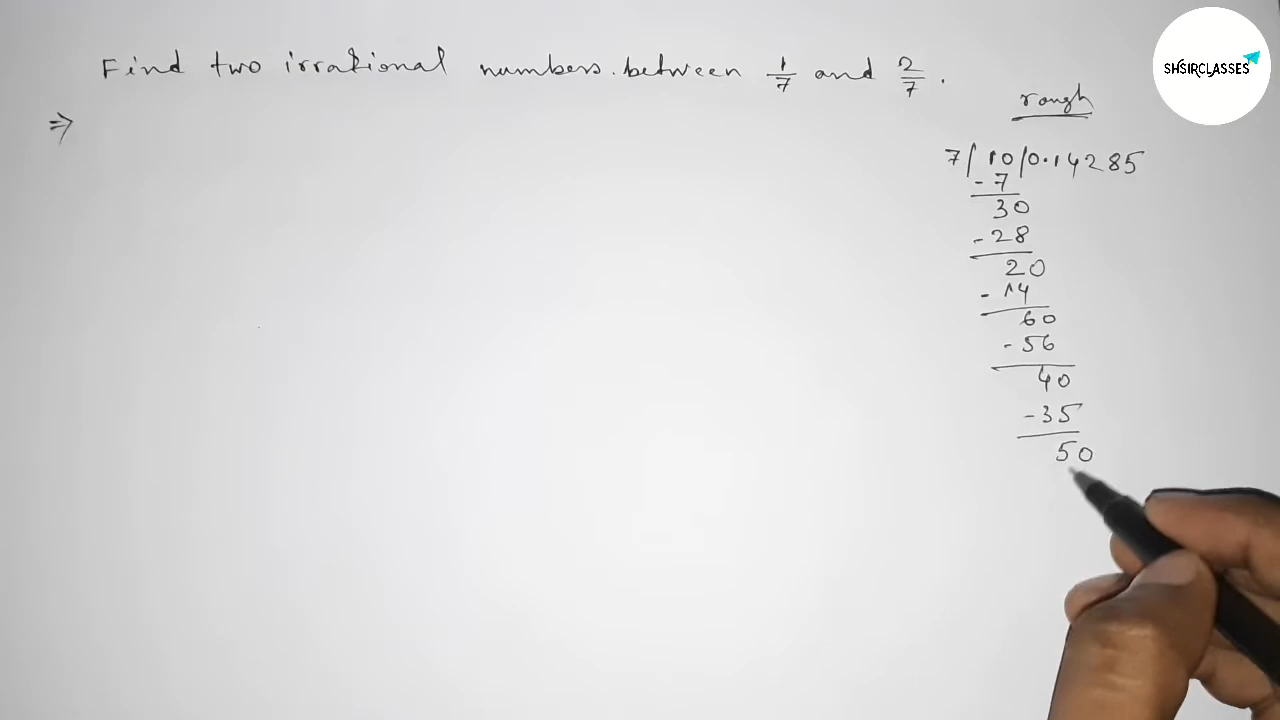 Find two irrational numbers. between 1/7 and 2/7.
⇒
SHSIRCLASSES
rough
7/ 10 /0.14285
-7
30
-28
20
-14
60
-56
40
-35
50